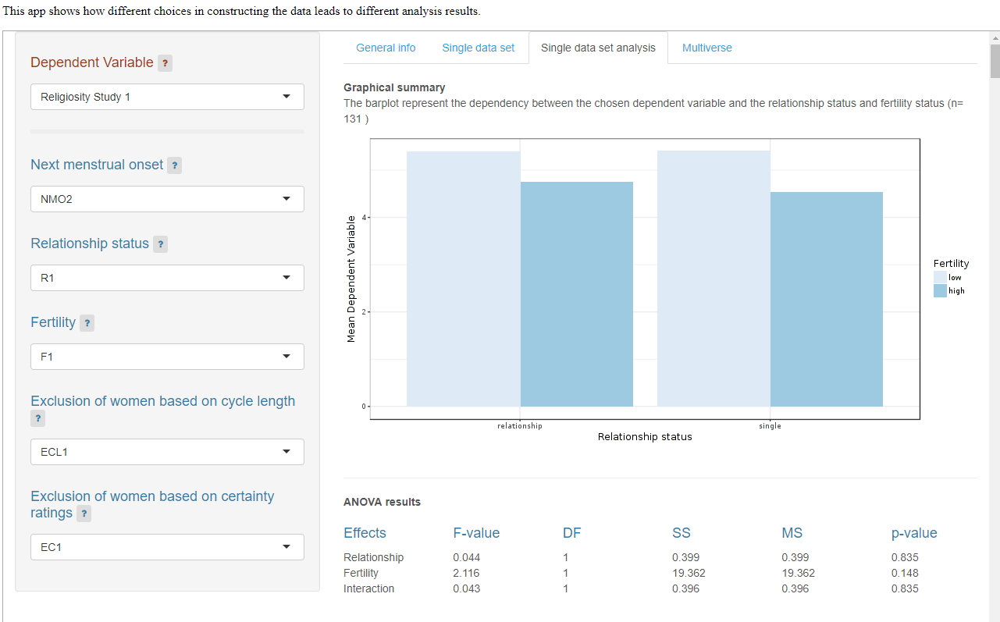 This app shows how different choices in constructing the data leads to different analysis results.
Dependent Variable ?
Religiosity Study 1
Next menstrual onset ?
NMO2
Relationship status ?
R1
Fertility ?
F1
Exclusion of women based on cycle length
?
ECL1
Exclusion of women based on certainty
ratings ?
EC1
General info Single data set Single data set analysis Multiverse
Graphical summary
The barplot represent the dependency between the chosen dependent variable and the relationship status and fertility status (n=
131 )
Mean Dependent Variable
4
2
0
relationship single
Relationship status
Fertility
low
high
ANOVA results
Effects F-value DF SS MS p-value
Relationship 0.044 1 0.399 0.399 0.835
Fertility 2.116 1 19.362 19.362 0.148
Interaction 0.043 1 0.396 0.396 0.835